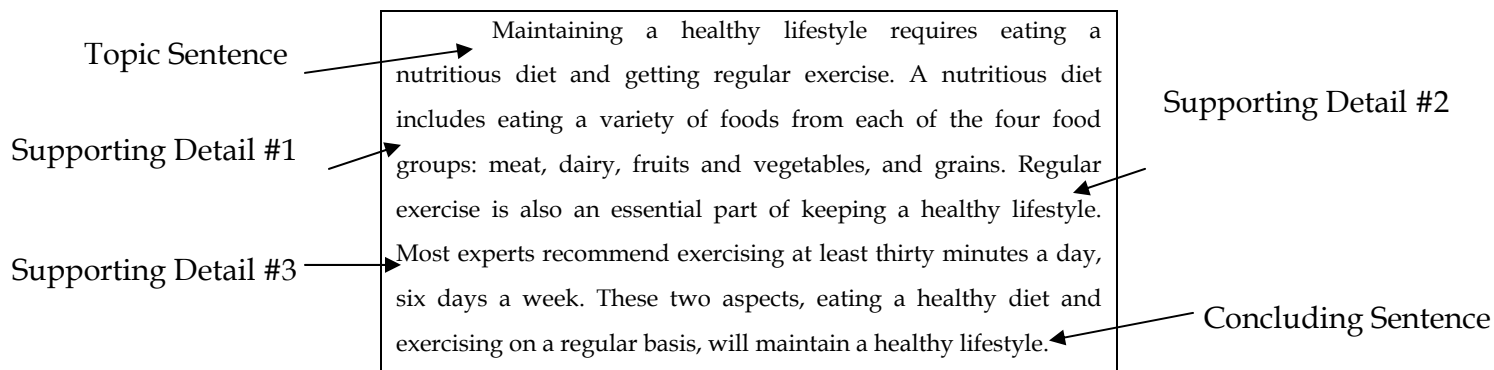 Topic Sentence
Supporting Detail #1
Supporting Detail #3
Maintaining a healthy lifestyle requires eating a
nutritious diet and getting regular exercise. A nutritious diet
includes eating a variety of foods from each of the four food
groups: meat, dairy, fruits and vegetables, and grains. Regular
exercise is also an essential part of keeping a healthy lifestyle.
Most experts recommend exercising at least thirty minutes a day,
six days a week. These two aspects, eating a healthy diet and
exercising on a regular basis, will maintain a healthy lifestyle.
Supporting Detail #2
Concluding Sentence